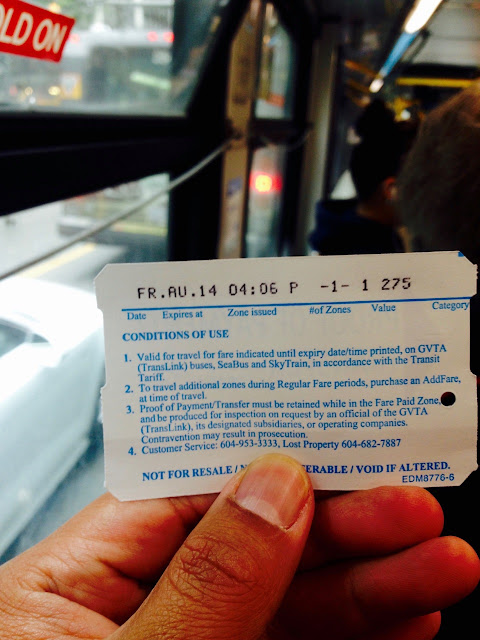 OLD ON
FR.AU.14 04:06 P -1- 1 275
Date Expires at Zone issued #of Zones Value Category
CONDITIONS OF USE
1. Valid for travel for fare indicated until expiry date/time printed, on GVTA
(TransLink) buses, SeaBus and SkyTrain, in accordance with the Transit
Tariff.
2. To travel additional zones during Regular Fare periods, purchase an AddFare,
at time of travel.
3. Proof of Payment/Transfer must be retained while in the Fare Paid Zone,
and be produced for inspection on request by an official of the GVTA
(TransLink), its designated subsidiaries, or operating companies.
Contravention may result in prosecution.
4. Customer Service: 604-953-3333, Lost Property 604-682-7887
NOT FOR RESALE / VOID IF ALTERED.
EDM8776-6